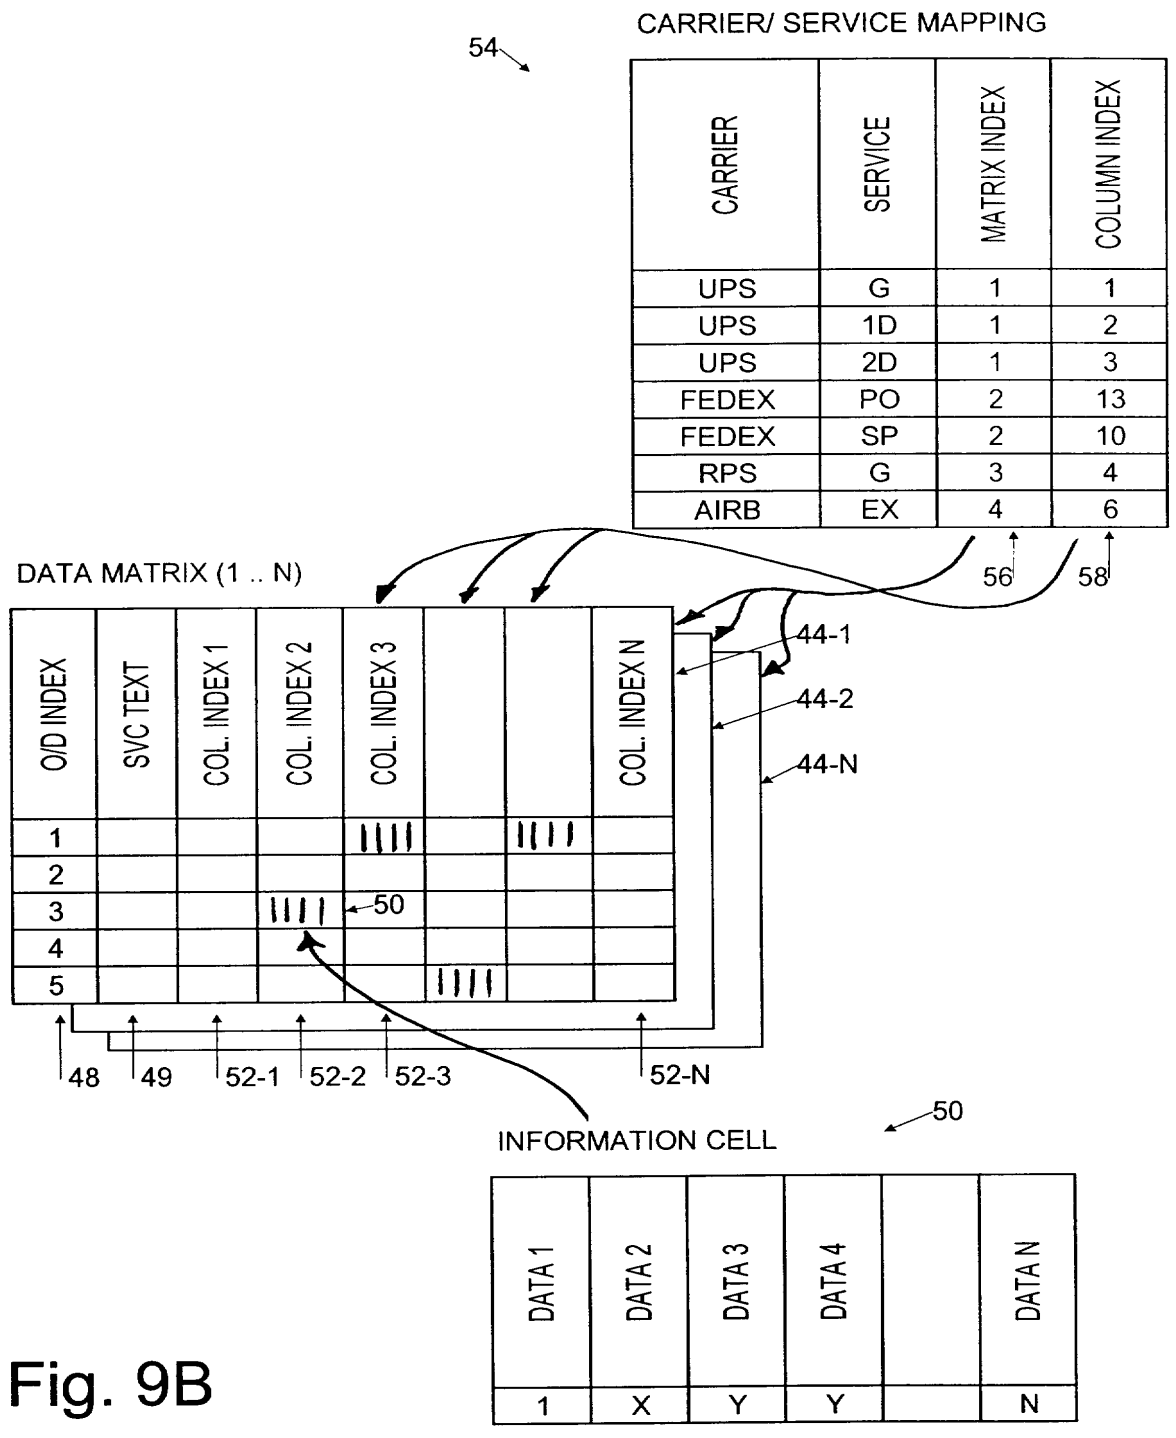 CARRIER/ SERVICE MAPPING
54
CARRIER SERVICE MATRIX INDEX COLUMN INDEX
UPS G 1 1
UPS 1D 1 2
UPS 2D 1 3
FEDEX PO 2 13
FEDEX SP 2 10
RPS G 3 4
AIRB EX 4 6
56 58
DATA MATRIX (1 .. N)
O/D INDEX SVC TEXT COL. INDEX 1 COL. INDEX 2 COL. INDEX 3 COL. INDEX N
44-1
44-2
44-N
1
2
3 50
4
5
48 49 52-1 52-2 52-3 52-N
50
INFORMATION CELL
DATA 1 DATA 2 DATA 3 DATA 4 DATA N
1 X Y Y N
Fig. 9B